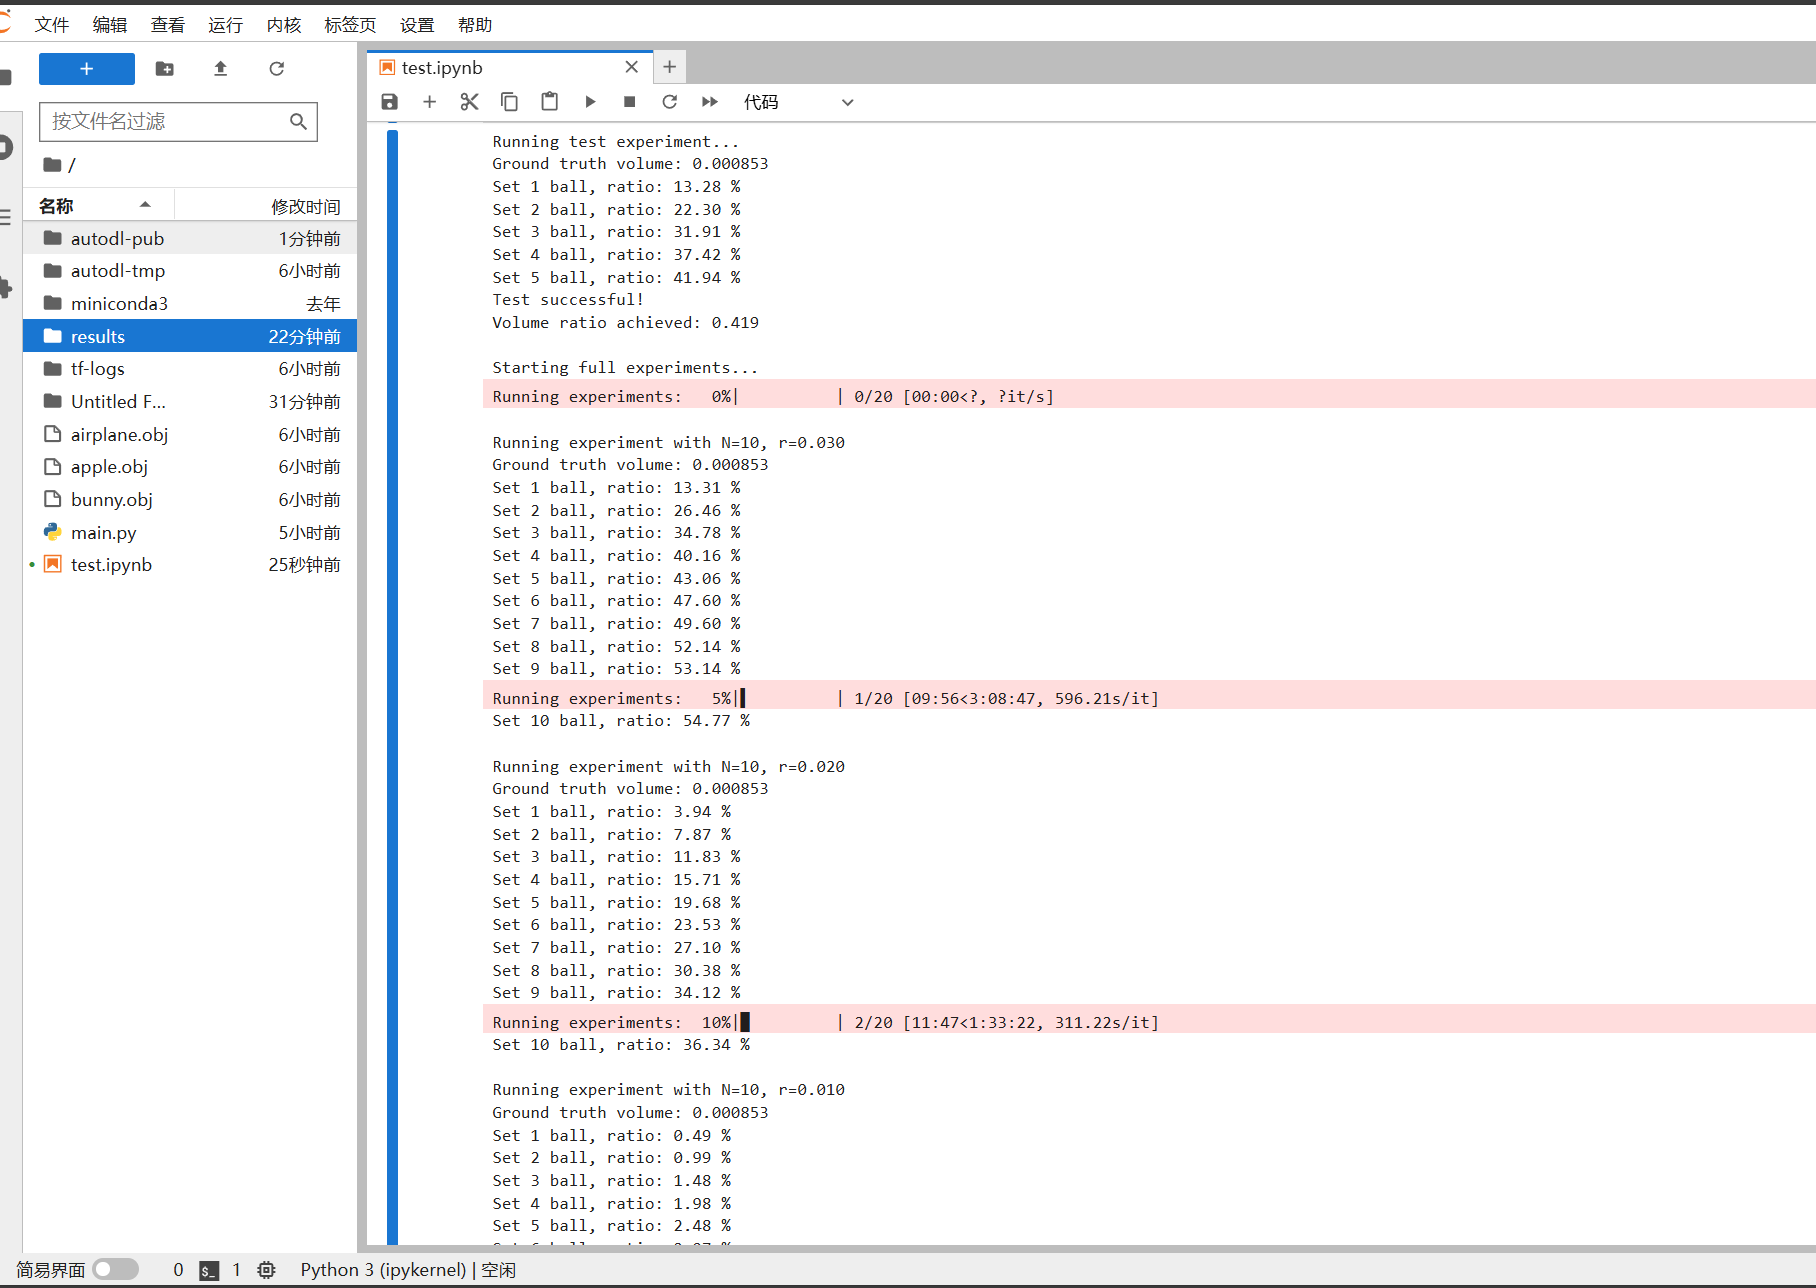 文件 编辑 查看 运行 内核 标签页 设置 帮助
+
按文件名过滤
/
名称 修改时间
autodl-pub 1分钟前
autodl-tmp 6小时前
miniconda3 去年
results 22分钟前
tf-logs 6小时前
Untitled F... 31分钟前
airplane.obj 6小时前
apple.obj 6小时前
bunny.obj 6小时前
main.py 5小时前
test.ipynb 25秒钟前
test.ipynb
代码
Running test experiment...
Ground truth volume: 0.000853
Set 1 ball, ratio: 13.28 %
Set 2 ball, ratio: 22.30 %
Set 3 ball, ratio: 31.91 %
Set 4 ball, ratio: 37.42 %
Set 5 ball, ratio: 41.94 %
Test successful!
Volume ratio achieved: 0.419
Starting full experiments...
Running experiments:   0%|          | 0/20 [00:00<?, ?it/s]
Running experiment with N=10, r=0.030
Ground truth volume: 0.000853
Set 1 ball, ratio: 13.31 %
Set 2 ball, ratio: 26.46 %
Set 3 ball, ratio: 34.78 %
Set 4 ball, ratio: 40.16 %
Set 5 ball, ratio: 43.06 %
Set 6 ball, ratio: 47.60 %
Set 7 ball, ratio: 49.60 %
Set 8 ball, ratio: 52.14 %
Set 9 ball, ratio: 53.14 %
Running experiments:   5%|▌         | 1/20 [09:56<3:08:47, 596.21s/it]
Set 10 ball, ratio: 54.77 %
Running experiment with N=10, r=0.020
Ground truth volume: 0.000853
Set 1 ball, ratio: 3.94 %
Set 2 ball, ratio: 7.87 %
Set 3 ball, ratio: 11.83 %
Set 4 ball, ratio: 15.71 %
Set 5 ball, ratio: 19.68 %
Set 6 ball, ratio: 23.53 %
Set 7 ball, ratio: 27.10 %
Set 8 ball, ratio: 30.38 %
Set 9 ball, ratio: 34.12 %
Running experiments:  10%|█         | 2/20 [11:47<1:33:22, 311.22s/it]
Set 10 ball, ratio: 36.34 %
Running experiment with N=10, r=0.010
Ground truth volume: 0.000853
Set 1 ball, ratio: 0.49 %
Set 2 ball, ratio: 0.99 %
Set 3 ball, ratio: 1.48 %
Set 4 ball, ratio: 1.98 %
Set 5 ball, ratio: 2.48 %
简易界面 0 $_ 1 Python 3 (ipykernel) | 空闲